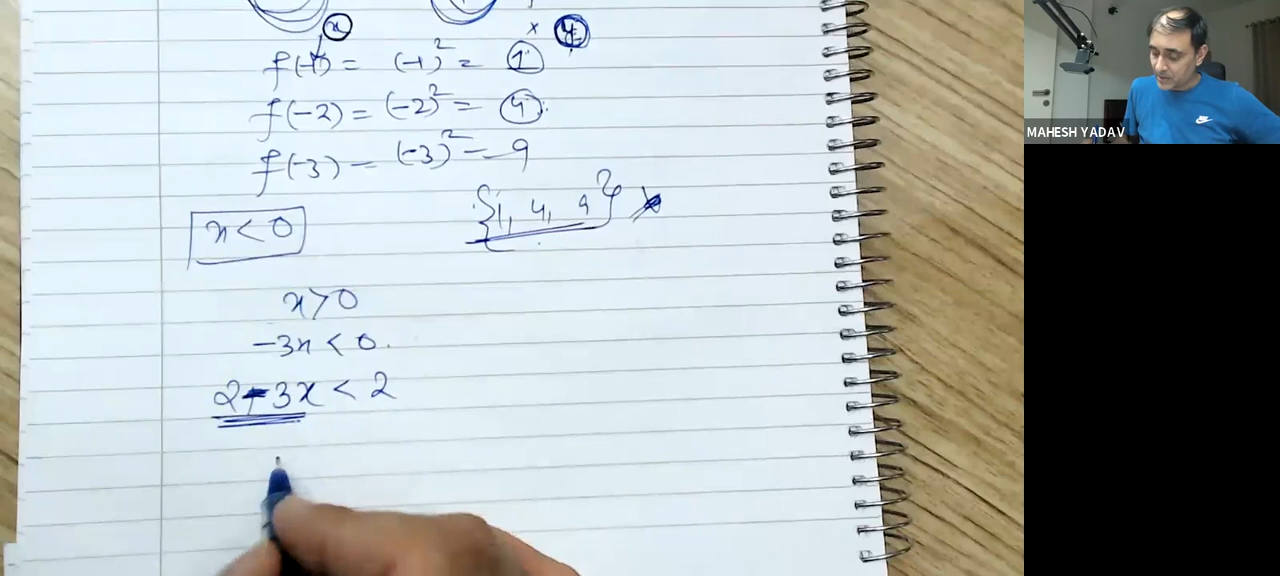 x
x y
f(-1) = (-1)² = 1
f(-2) = (-2)² = 4
f(-3) = (-3)² = 9
{1, 4, 9}
x < 0
x > 0
-3x < 0.
2-3x < 2
MAHESH YADAV